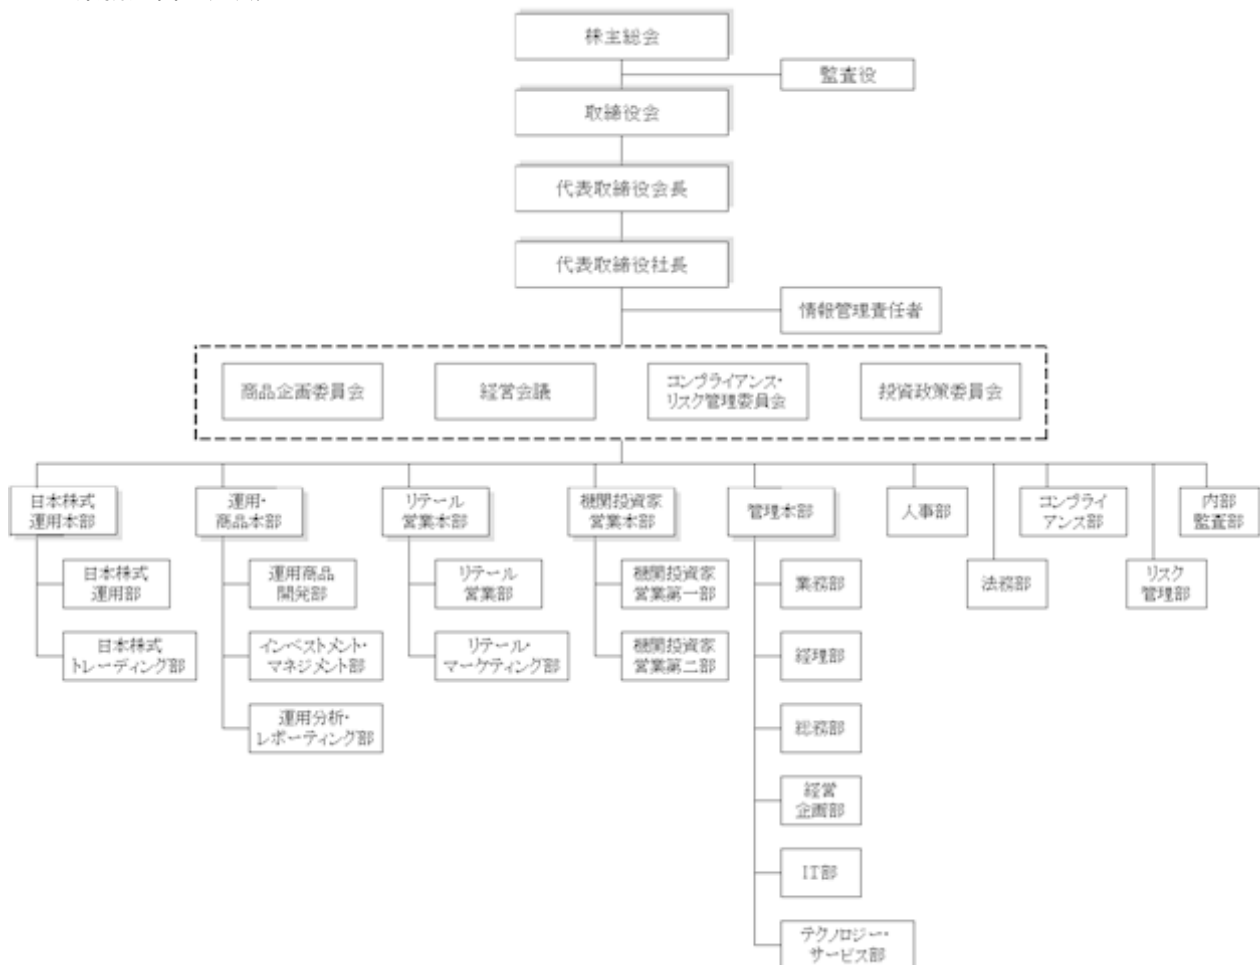 株主総会
監査役
取締役会
代表取締役会長
代表取締役社長
情報管理責任者
商品企画委員会
経営会議
コンプライアンス・
リスク管理委員会
投資政策委員会
日本株式
運用本部
運用・
商品本部
リテール
営業本部
機関投資家
営業本部
管理本部
人事部
コンプライ
アンス部
内部
監査部
日本株式
運用部
運用商品
開発部
リテール
営業部
機関投資家
営業第一部
業務部
法務部
リスク
管理部
日本株式
トレーディング部
インベストメント・
マネジメント部
リテール・
マーケティング部
機関投資家
営業第二部
経理部
運用分析・
レポーティング部
総務部
経営
企画部
IT部
テクノロジー・
サービス部